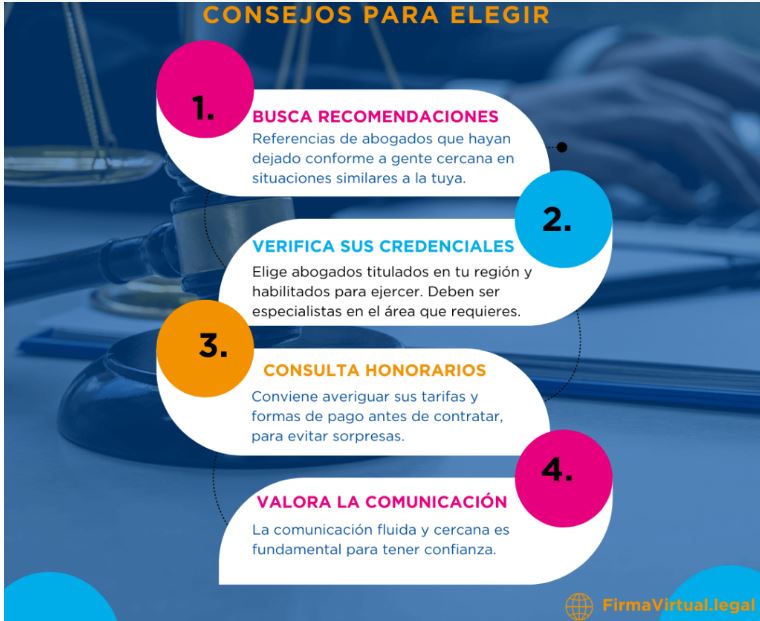 CONSEJOS PARA ELEGIR
1.
BUSCA RECOMENDACIONES
Referencias de abogados que hayan
dejado conforme a gente cercana en
situaciones similares a la tuya.
2.
VERIFICA SUS CREDENCIALES
Elige abogados titulados en tu región y
habilitados para ejercer. Deben ser
especialistas en el área que requieres.
3.
CONSULTA HONORARIOS
Conviene averiguar sus tarifas y
formas de pago antes de contratar,
para evitar sorpresas.
4.
VALORA LA COMUNICACIÓN
La comunicación fluida y cercana es
fundamental para tener confianza.
FirmaVirtual.legal